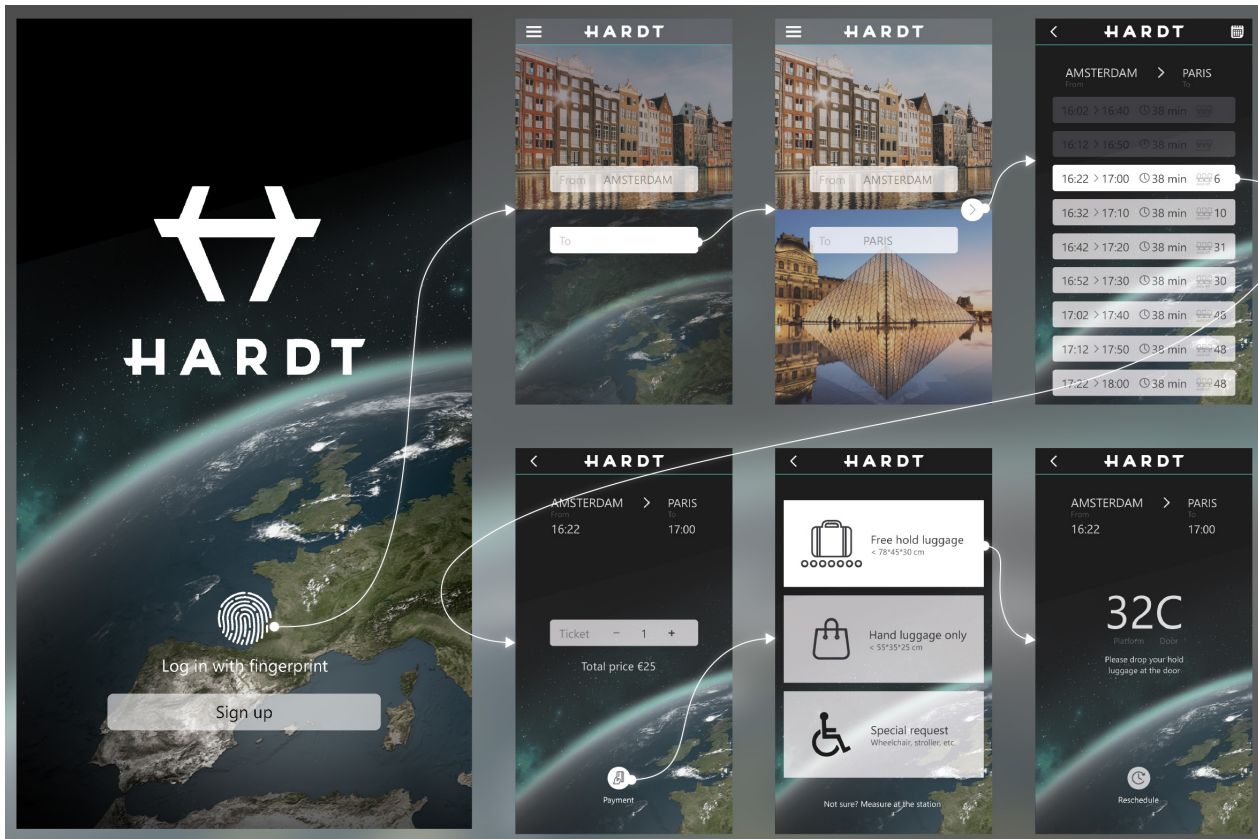 HARDT
Log in with fingerprint
Sign up
HARDT
From AMSTERDAM
To
HARDT
From AMSTERDAM
To PARIS
HARDT
AMSTERDAM > PARIS
From To
16:02 > 16:40 38 min
16:12 > 16:50 38 min
16:22 > 17:00 38 min 6
16:32 > 17:10 38 min 10
16:42 > 17:20 38 min 31
16:52 > 17:30 38 min 30
17:02 > 17:40 38 min 48
17:12 > 17:50 38 min 48
17:22 > 18:00 38 min 48
HARDT
AMSTERDAM > PARIS
From To
16:22 17:00
Ticket − 1 +
Total price €25
Payment
HARDT
Free hold luggage
< 78*45*30 cm
Hand luggage only
< 55*35*25 cm
Special request
Wheelchair, stroller, etc
Not sure? Measure at the station
HARDT
AMSTERDAM > PARIS
From To
16:22 17:00
32C
Platform Door
Please drop your hold
luggage at the door
Reschedule